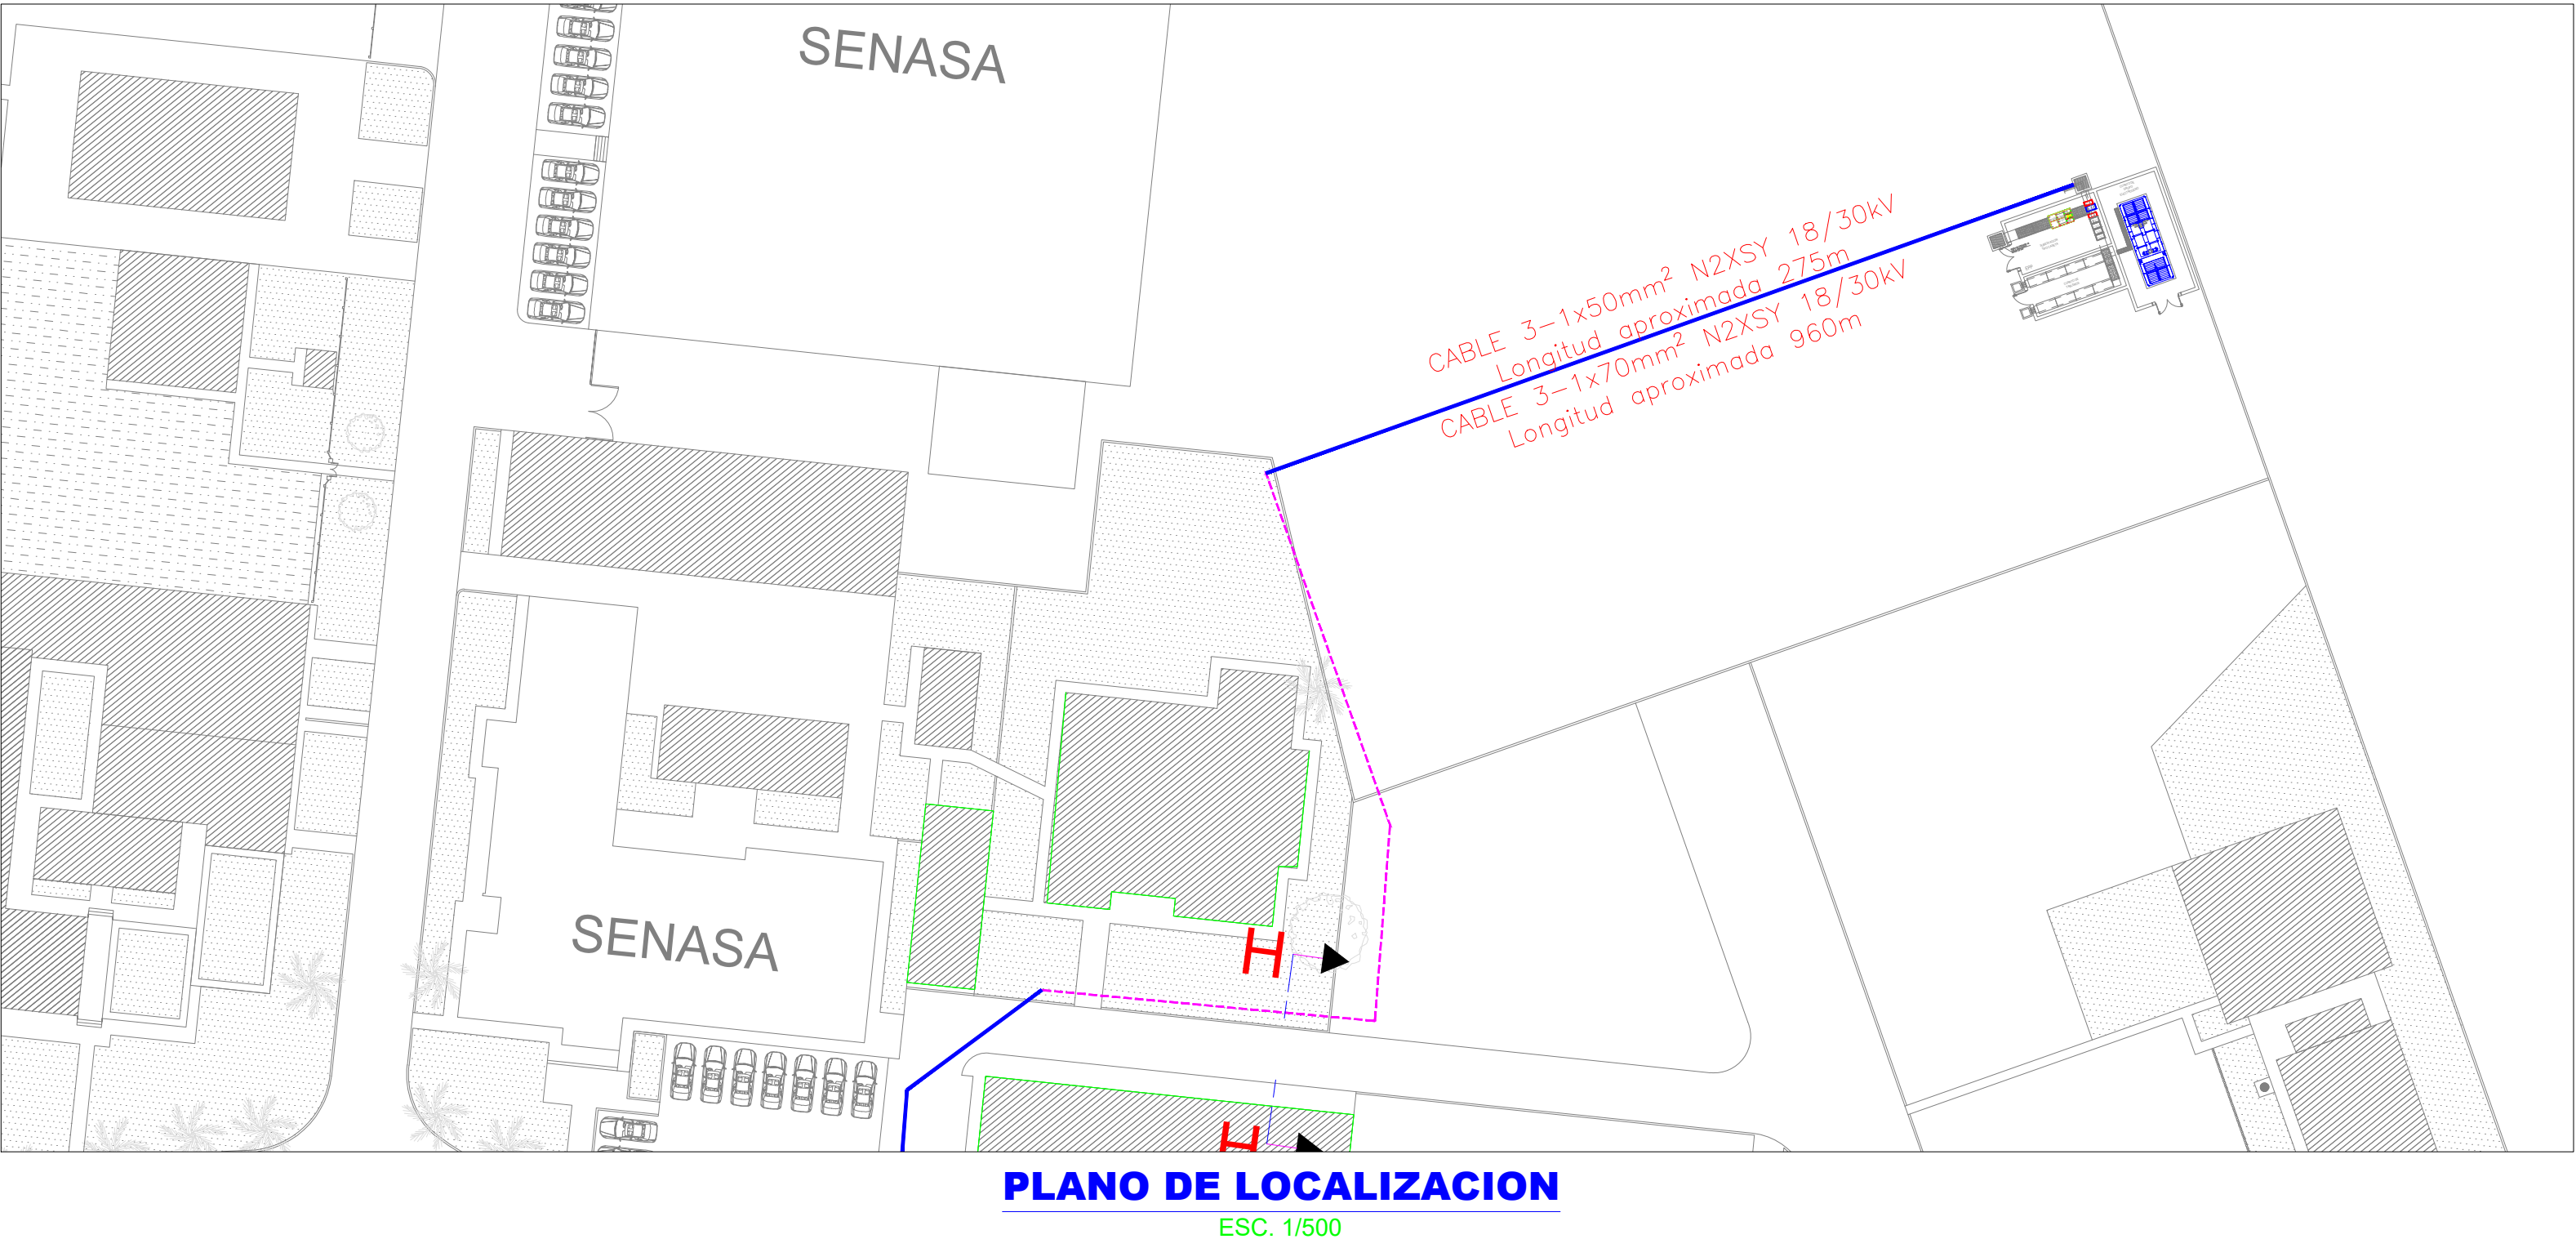 SENASA
CABLE 3-1x50mm² N2XSY 18/30kV
Longitud aproximada 275m
CABLE 3-1x70mm² N2XSY 18/30kV
Longitud aproximada 960m
SENASA
H
H
PLANO DE LOCALIZACION
ESC. 1/500